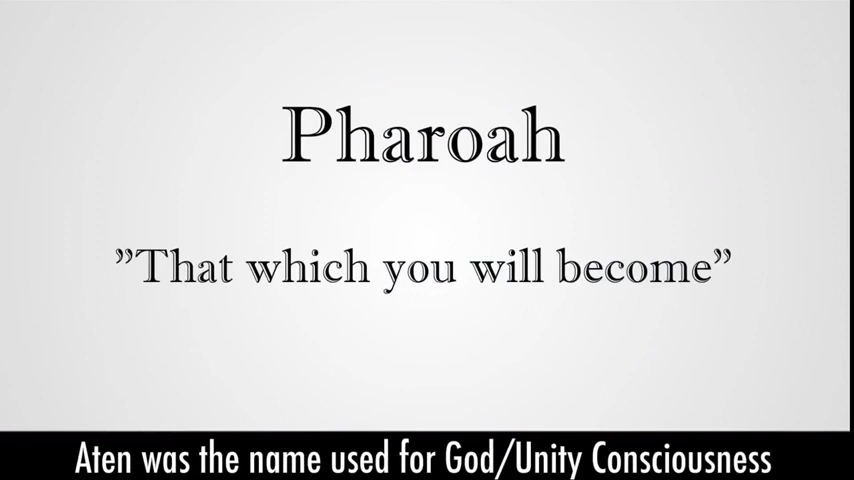 Pharoah
”That which you will become”
Aten was the name used for God/Unity Consciousness